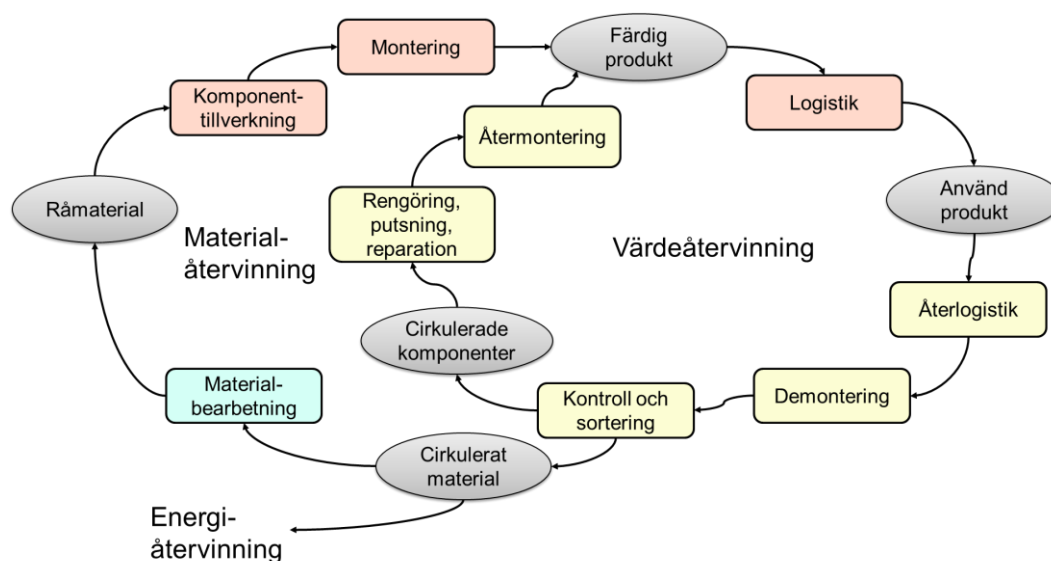 Montering
Färdig
produkt
Komponent-
tillverkning
Logistik
Återmontering
Råmaterial
Rengöring,
putsning,
reparation
Använd
produkt
Material-
återvinning
Värdeåtervinning
Återlogistik
Cirkulerade
komponenter
Material-
bearbetning
Kontroll och
sortering
Demontering
Cirkulerat
material
Energi-
återvinning